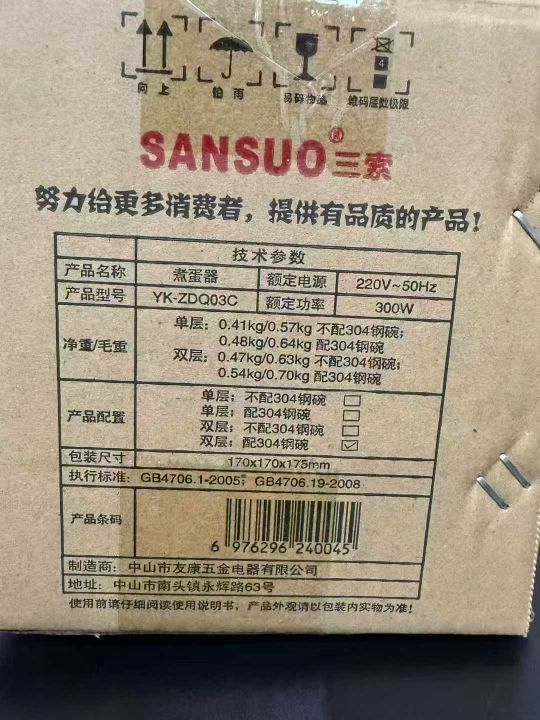 4
向上 怕雨 易碎物品 堆码层数极限
SANSUO® 三索
努力给更多消费者，提供有品质的产品！
技术参数
产品名称 煮蛋器 额定电源 220V~50Hz
产品型号 YK-ZDQ03C 额定功率 300W
净重/毛重
单层：0.41kg/0.57kg 不配304钢碗；
0.48kg/0.64kg 配304钢碗
双层：0.47kg/0.63kg 不配304钢碗；
0.54kg/0.70kg 配304钢碗
产品配置
单层：不配304钢碗
单层：配304钢碗
双层：不配304钢碗
双层：配304钢碗
包装尺寸 170x170x175mm
执行标准：GB4706.1-2005；GB4706.19-2008
产品条码
6 976296 240045
制造商：中山市友康五金电器有限公司
地址：中山市南头镇永辉路63号
使用前请仔细阅读使用说明书，产品外观请以包装内实物为准！